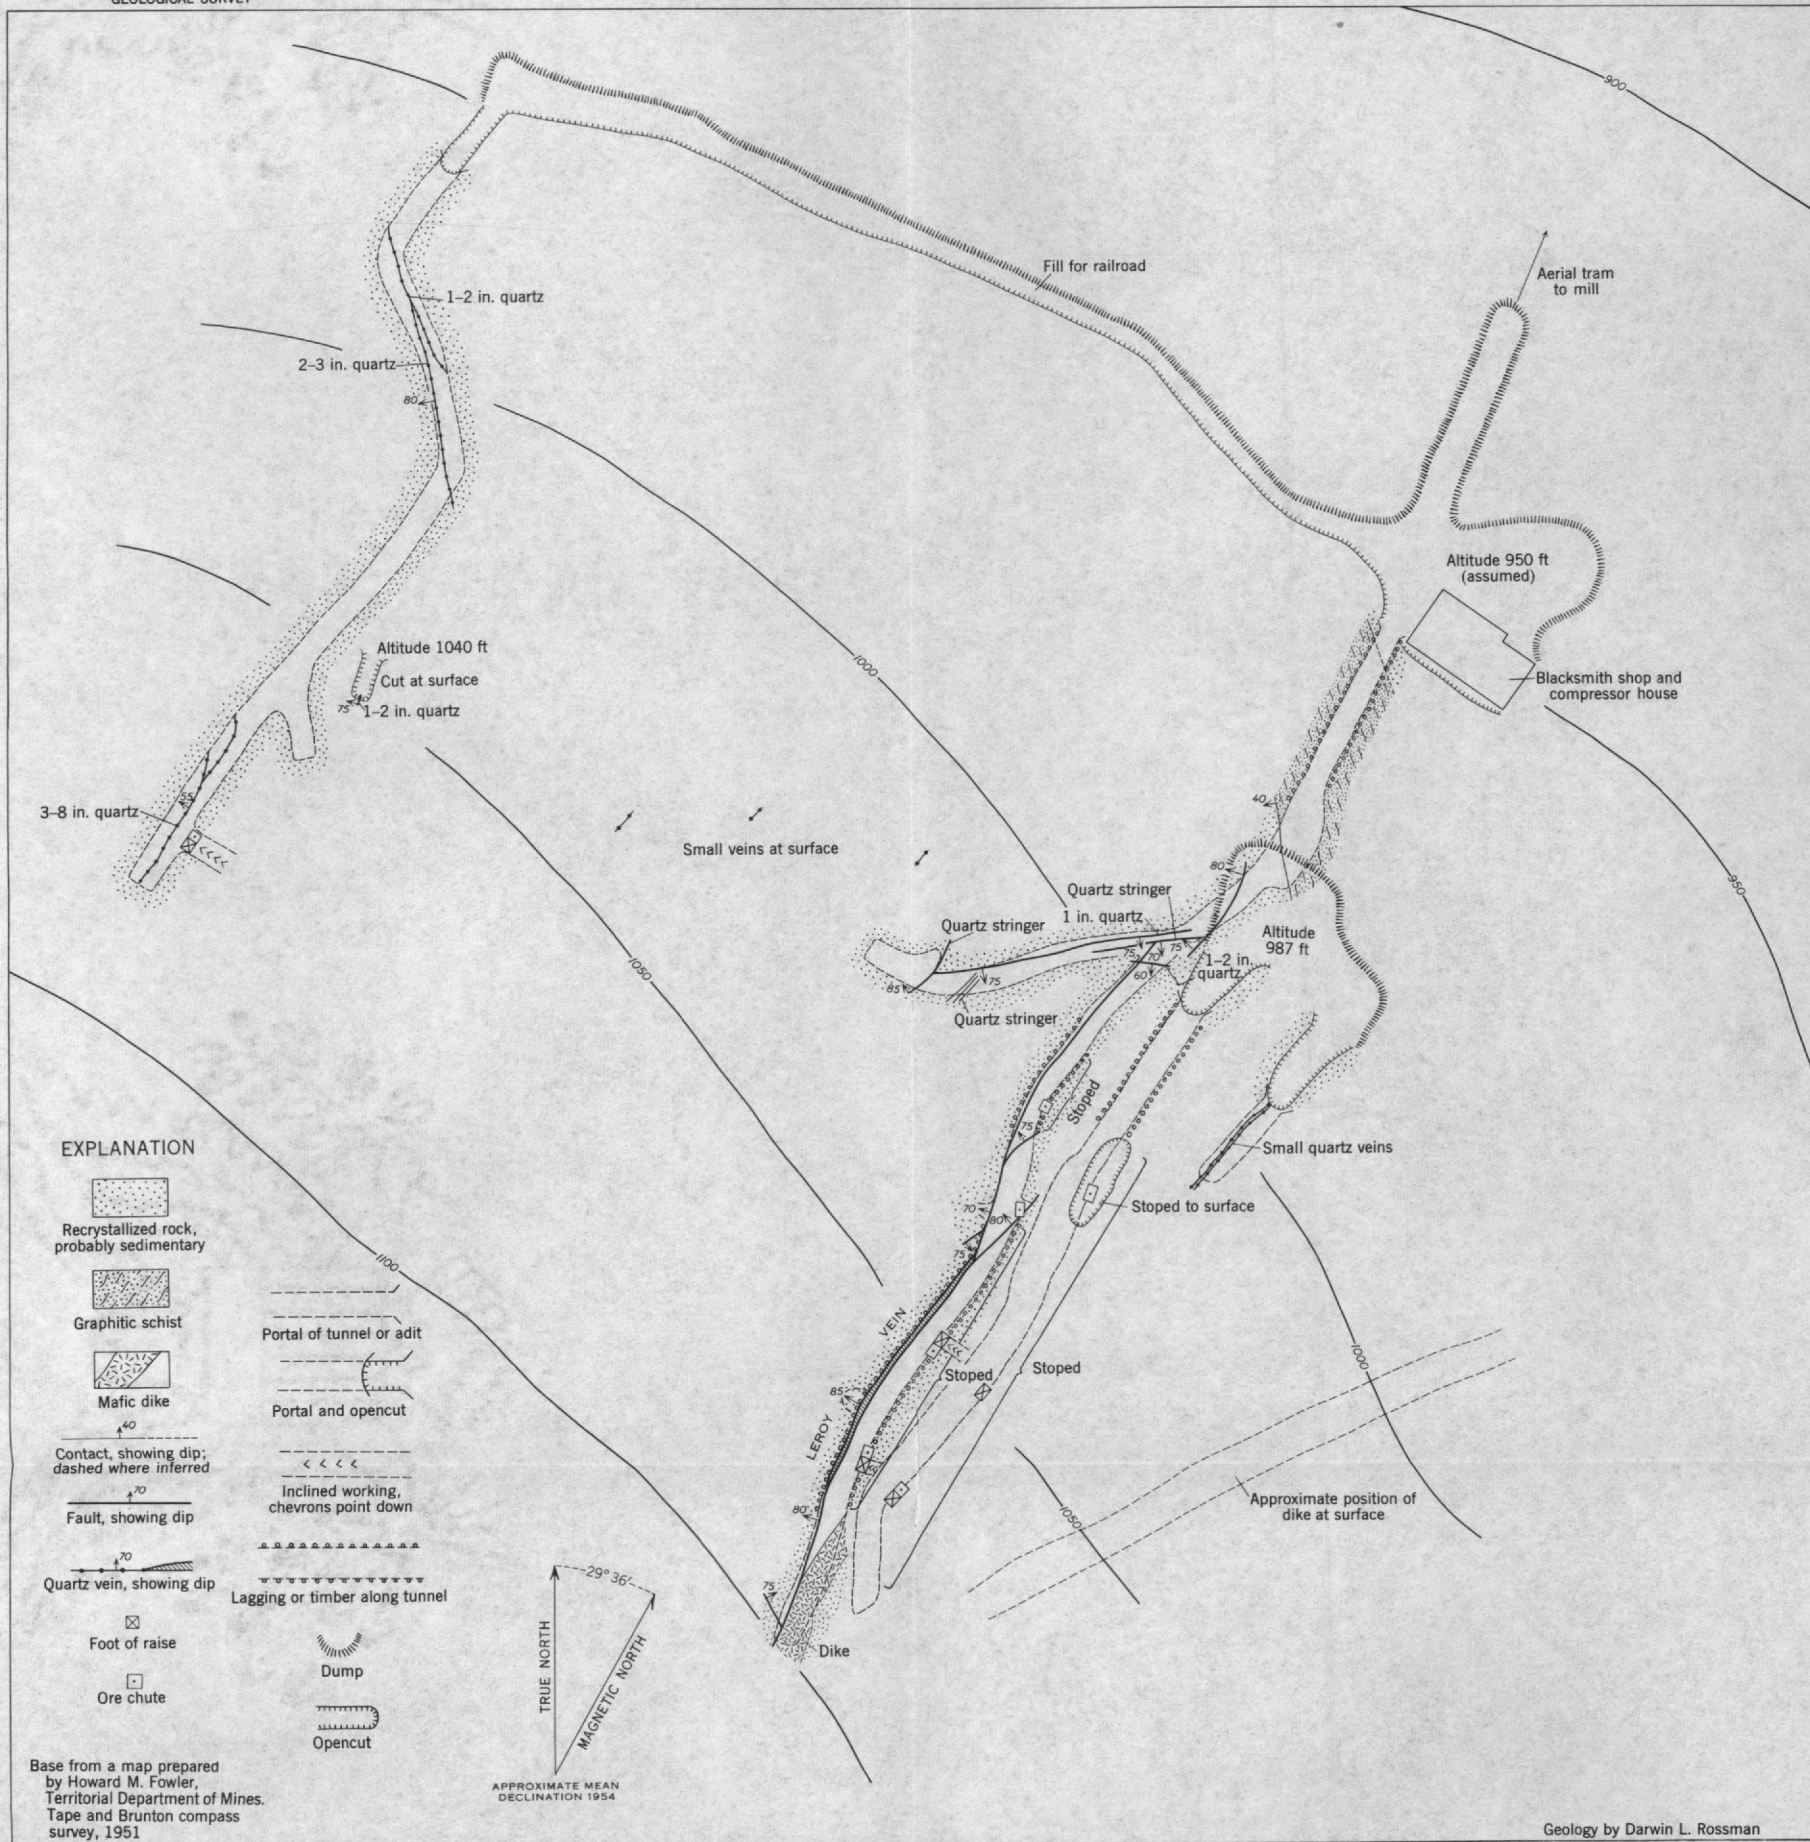 GEOLOGICAL SURVEY
900
Aerial tram
to mill
Fill for railroad
1–2 in. quartz
2–3 in. quartz
80
Altitude 950 ft
(assumed)
Altitude 1040 ft
Cut at surface
75
1–2 in. quartz
1000
Blacksmith shop and
compressor house
3–8 in. quartz
55
40
Small veins at surface
80
950
Quartz stringer
1 in. quartz
Quartz stringer
Altitude
987 ft
75
70
75
1–2 in.
quartz
60
1050
85
75
Quartz stringer
Stoped
75
Small quartz veins
70
80
Stoped to surface
75
1100
VEIN
LEROY
85
Stoped
Stoped
1000
80
1050
Approximate position of
dike at surface
75
Dike
EXPLANATION
Recrystallized rock,
probably sedimentary
Graphitic schist
Mafic dike
40
Contact, showing dip;
dashed where inferred
70
Fault, showing dip
70
Quartz vein, showing dip
Foot of raise
Ore chute
Portal of tunnel or adit
Portal and opencut
Inclined working,
chevrons point down
Lagging or timber along tunnel
Dump
Opencut
29°36'
TRUE NORTH
MAGNETIC NORTH
APPROXIMATE MEAN
DECLINATION 1954
Base from a map prepared
by Howard M. Fowler,
Territorial Department of Mines.
Tape and Brunton compass
survey, 1951
Geology by Darwin L. Rossman